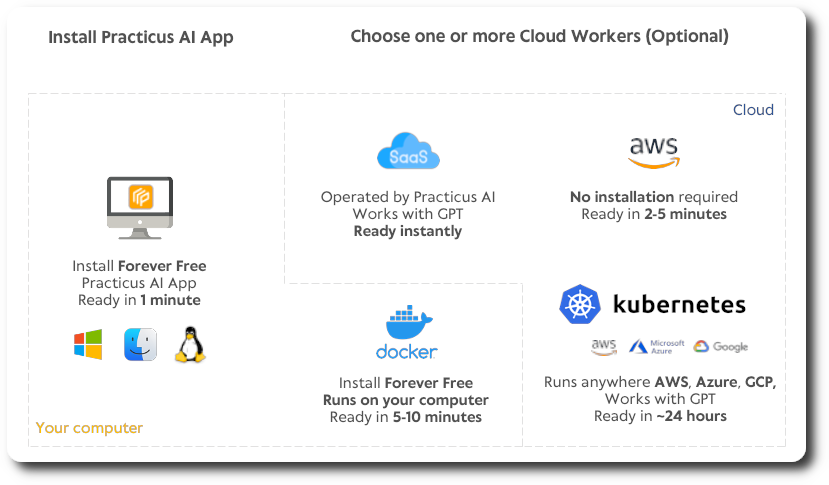 Install Practicus AI App
Choose one or more Cloud Workers (Optional)
Cloud
SaaS
Operated by Practicus AI
Works with GPT
Ready instantly
aws
No installation required
Ready in 2-5 minutes
Install Forever Free
Practicus AI App
Ready in 1 minute
Your computer
docker
Install Forever Free
Runs on your computer
Ready in 5-10 minutes
kubernetes
aws
Microsoft
Azure
Google
Runs anywhere AWS, Azure, GCP,
Works with GPT
Ready in ~24 hours